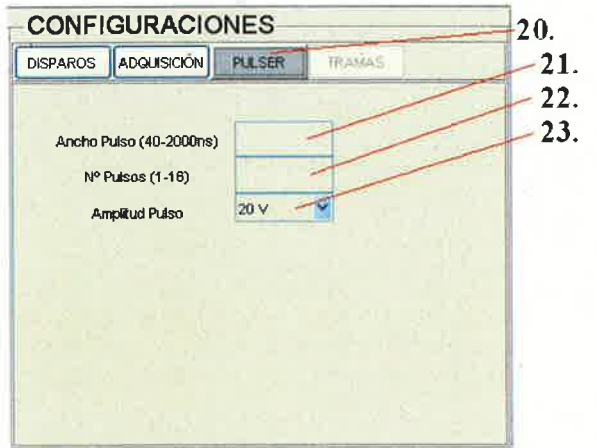 CONFIGURACIONES
20.
DISPAROS ADQUISICIÓN PULSER TRAMAS
21.
22.
23.
Ancho Pulso (40-2000ns)
Nº Pulsos (1-16)
Amplitud Pulso 20 V